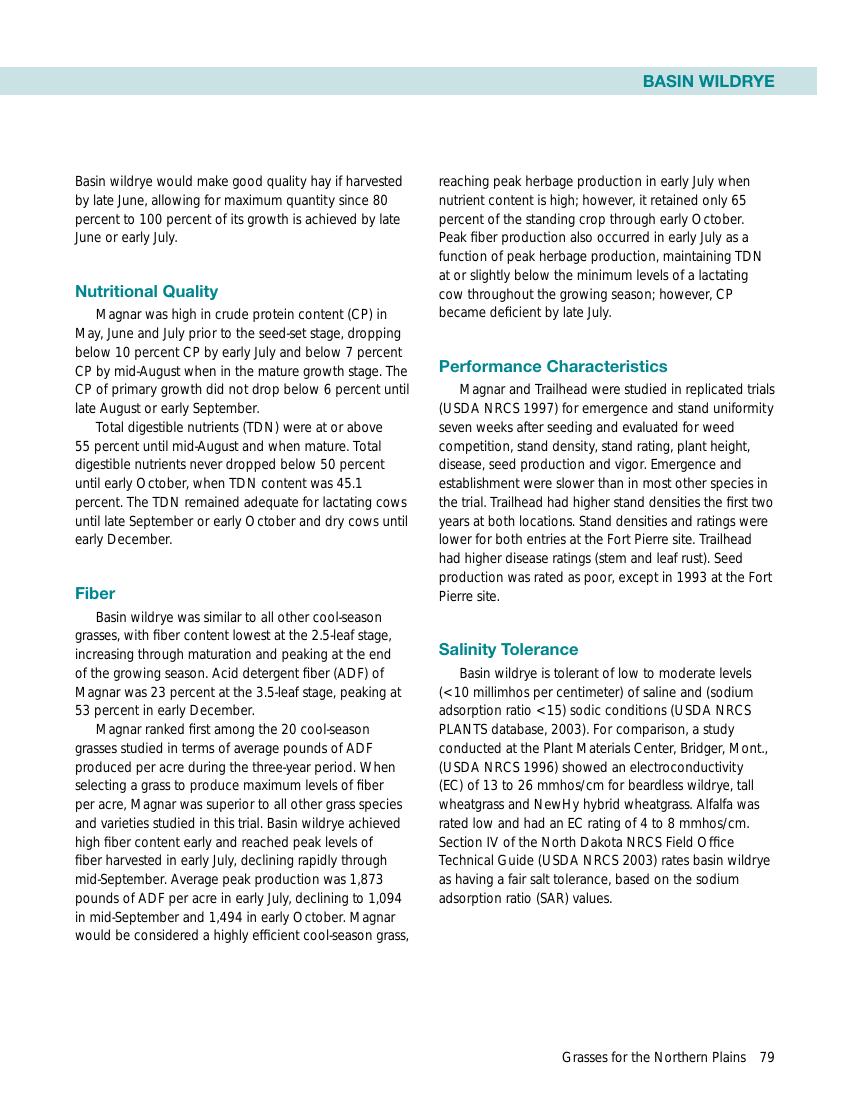 BASIN WILDRYE
Basin wildrye would make good quality hay if harvested
by late June, allowing for maximum quantity since 80
percent to 100 percent of its growth is achieved by late
June or early July.
Nutritional Quality
Magnar was high in crude protein content (CP) in
May, June and July prior to the seed-set stage, dropping
below 10 percent CP by early July and below 7 percent
CP by mid-August when in the mature growth stage. The
CP of primary growth did not drop below 6 percent until
late August or early September.
Total digestible nutrients (TDN) were at or above
55 percent until mid-August and when mature. Total
digestible nutrients never dropped below 50 percent
until early October, when TDN content was 45.1
percent. The TDN remained adequate for lactating cows
until late September or early October and dry cows until
early December.
Fiber
Basin wildrye was similar to all other cool-season
grasses, with fiber content lowest at the 2.5-leaf stage,
increasing through maturation and peaking at the end
of the growing season. Acid detergent fiber (ADF) of
Magnar was 23 percent at the 3.5-leaf stage, peaking at
53 percent in early December.
Magnar ranked first among the 20 cool-season
grasses studied in terms of average pounds of ADF
produced per acre during the three-year period. When
selecting a grass to produce maximum levels of fiber
per acre, Magnar was superior to all other grass species
and varieties studied in this trial. Basin wildrye achieved
high fiber content early and reached peak levels of
fiber harvested in early July, declining rapidly through
mid-September. Average peak production was 1,873
pounds of ADF per acre in early July, declining to 1,094
in mid-September and 1,494 in early October. Magnar
would be considered a highly efficient cool-season grass,
reaching peak herbage production in early July when
nutrient content is high; however, it retained only 65
percent of the standing crop through early October.
Peak fiber production also occurred in early July as a
function of peak herbage production, maintaining TDN
at or slightly below the minimum levels of a lactating
cow throughout the growing season; however, CP
became deficient by late July.
Performance Characteristics
Magnar and Trailhead were studied in replicated trials
(USDA NRCS 1997) for emergence and stand uniformity
seven weeks after seeding and evaluated for weed
competition, stand density, stand rating, plant height,
disease, seed production and vigor. Emergence and
establishment were slower than in most other species in
the trial. Trailhead had higher stand densities the first two
years at both locations. Stand densities and ratings were
lower for both entries at the Fort Pierre site. Trailhead
had higher disease ratings (stem and leaf rust). Seed
production was rated as poor, except in 1993 at the Fort
Pierre site.
Salinity Tolerance
Basin wildrye is tolerant of low to moderate levels
(<10 millimhos per centimeter) of saline and (sodium
adsorption ratio <15) sodic conditions (USDA NRCS
PLANTS database, 2003). For comparison, a study
conducted at the Plant Materials Center, Bridger, Mont.,
(USDA NRCS 1996) showed an electroconductivity
(EC) of 13 to 26 mmhos/cm for beardless wildrye, tall
wheatgrass and NewHy hybrid wheatgrass. Alfalfa was
rated low and had an EC rating of 4 to 8 mmhos/cm.
Section IV of the North Dakota NRCS Field Office
Technical Guide (USDA NRCS 2003) rates basin wildrye
as having a fair salt tolerance, based on the sodium
adsorption ratio (SAR) values.
Grasses for the Northern Plains 79